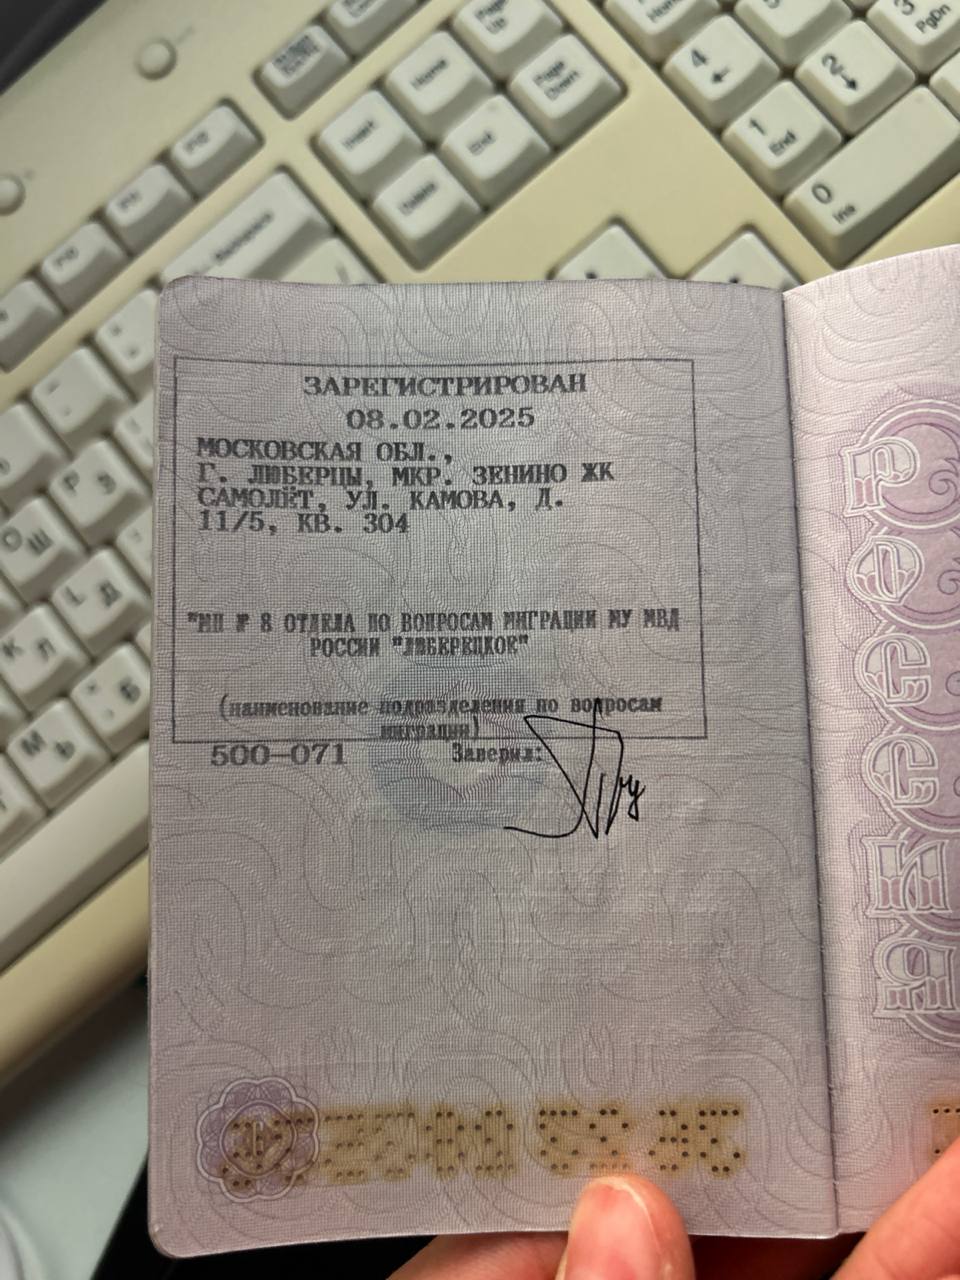 ЗАРЕГИСТРИРОВАН
08.02.2025
МОСКОВСКАЯ ОБЛ.,
Г. ЛЮБЕРЦЫ, МКР. ЗЕНИНО ЖК
САМОЛЁТ, УЛ. КАМОВА, Д.
11/5, КВ. 304
"МП № 8 ОТДЕЛА ПО ВОПРОСАМ МИГРАЦИИ МУ МВД
РОССИИ "ЛЮБЕРЕЦКОЕ"
(наименование подразделения по вопросам
миграции)
500-071 Заверил:
РОССИЯ
Backspace
Insert
Home
Page Up
Delete
End
Page Down
4
1 End
2
3 PgDn
0 Ins
Р З
О Ш
Д
К Л
Б
М Ь